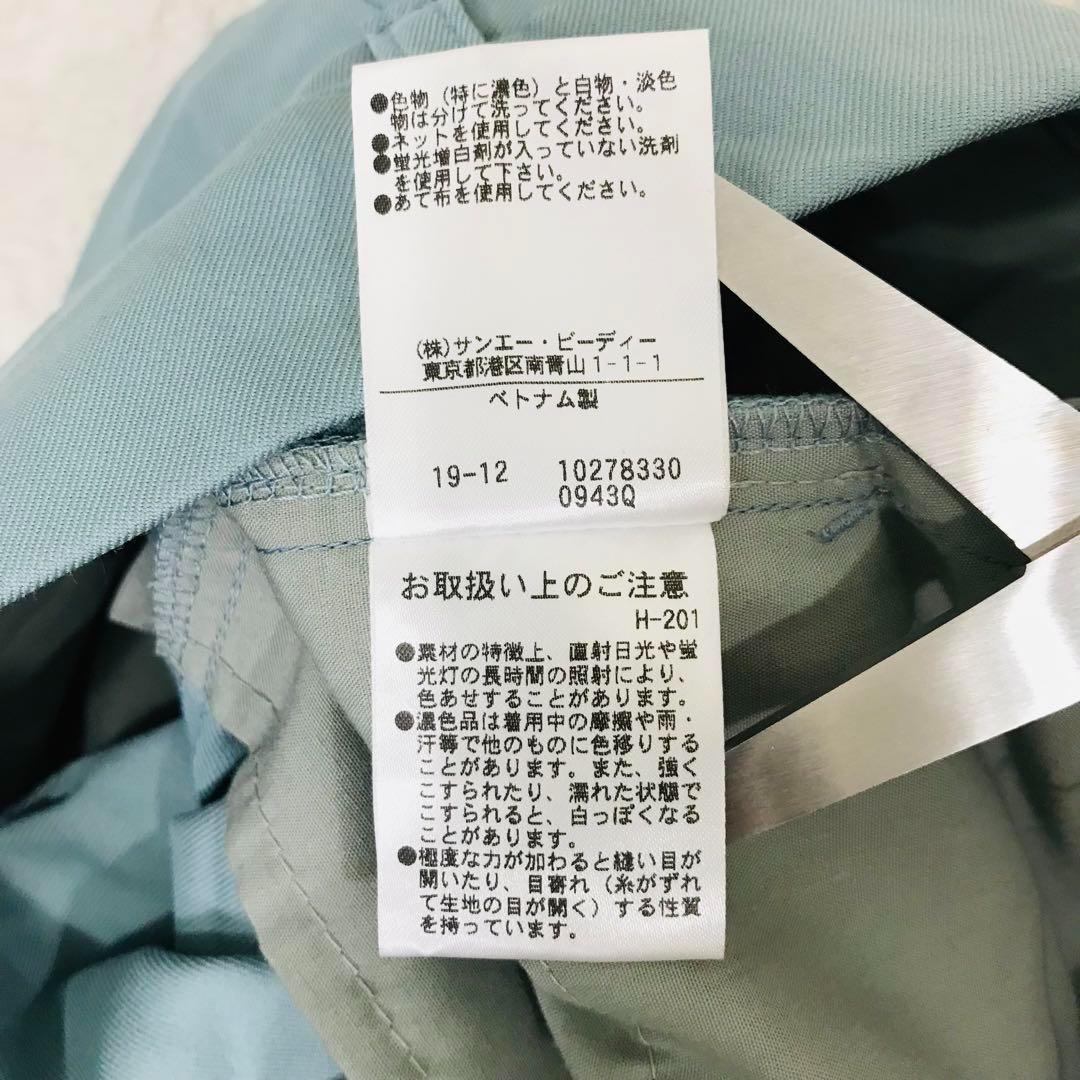 ●色物（特に濃色）と白物・淡色
物は分けて洗ってください。
●ネットを使用してください。
●蛍光増白剤が入っていない洗剤
を使用して下さい。
●あて布を使用してください。
(株)サンエー・ビーディー
東京都港区南青山1-1-1
ベトナム製
19-12 10278330
0943Q
お取扱い上のご注意
H-201
●素材の特徴上、直射日光や蛍
光灯の長時間の照射により、
色あせすることがあります。
●濃色品は着用中の摩擦や雨・
汗等で他のものに色移りする
ことがあります。また、強く
こすられたり、濡れた状態で
こすられると、白っぽくなる
ことがあります。
●極度な力が加わると縫い目が
開いたり、目寄れ（糸がずれ
て生地の目が開く）する性質
を持っています。